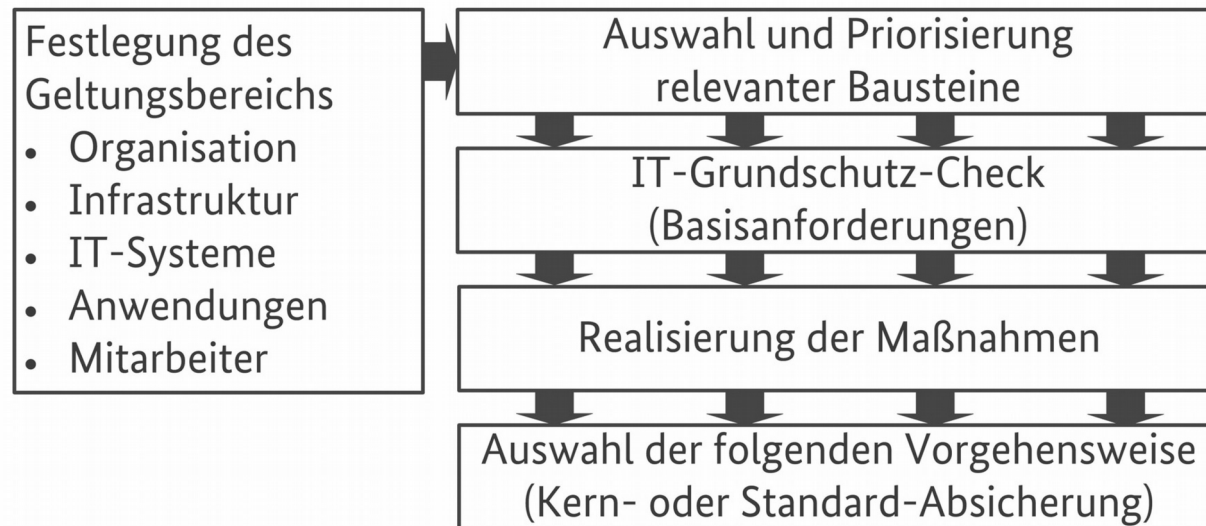 Festlegung des
Geltungsbereichs
• Organisation
• Infrastruktur
• IT-Systeme
• Anwendungen
• Mitarbeiter
Auswahl und Priorisierung
relevanter Bausteine
IT-Grundschutz-Check
(Basisanforderungen)
Realisierung der Maßnahmen
Auswahl der folgenden Vorgehensweise
(Kern- oder Standard-Absicherung)